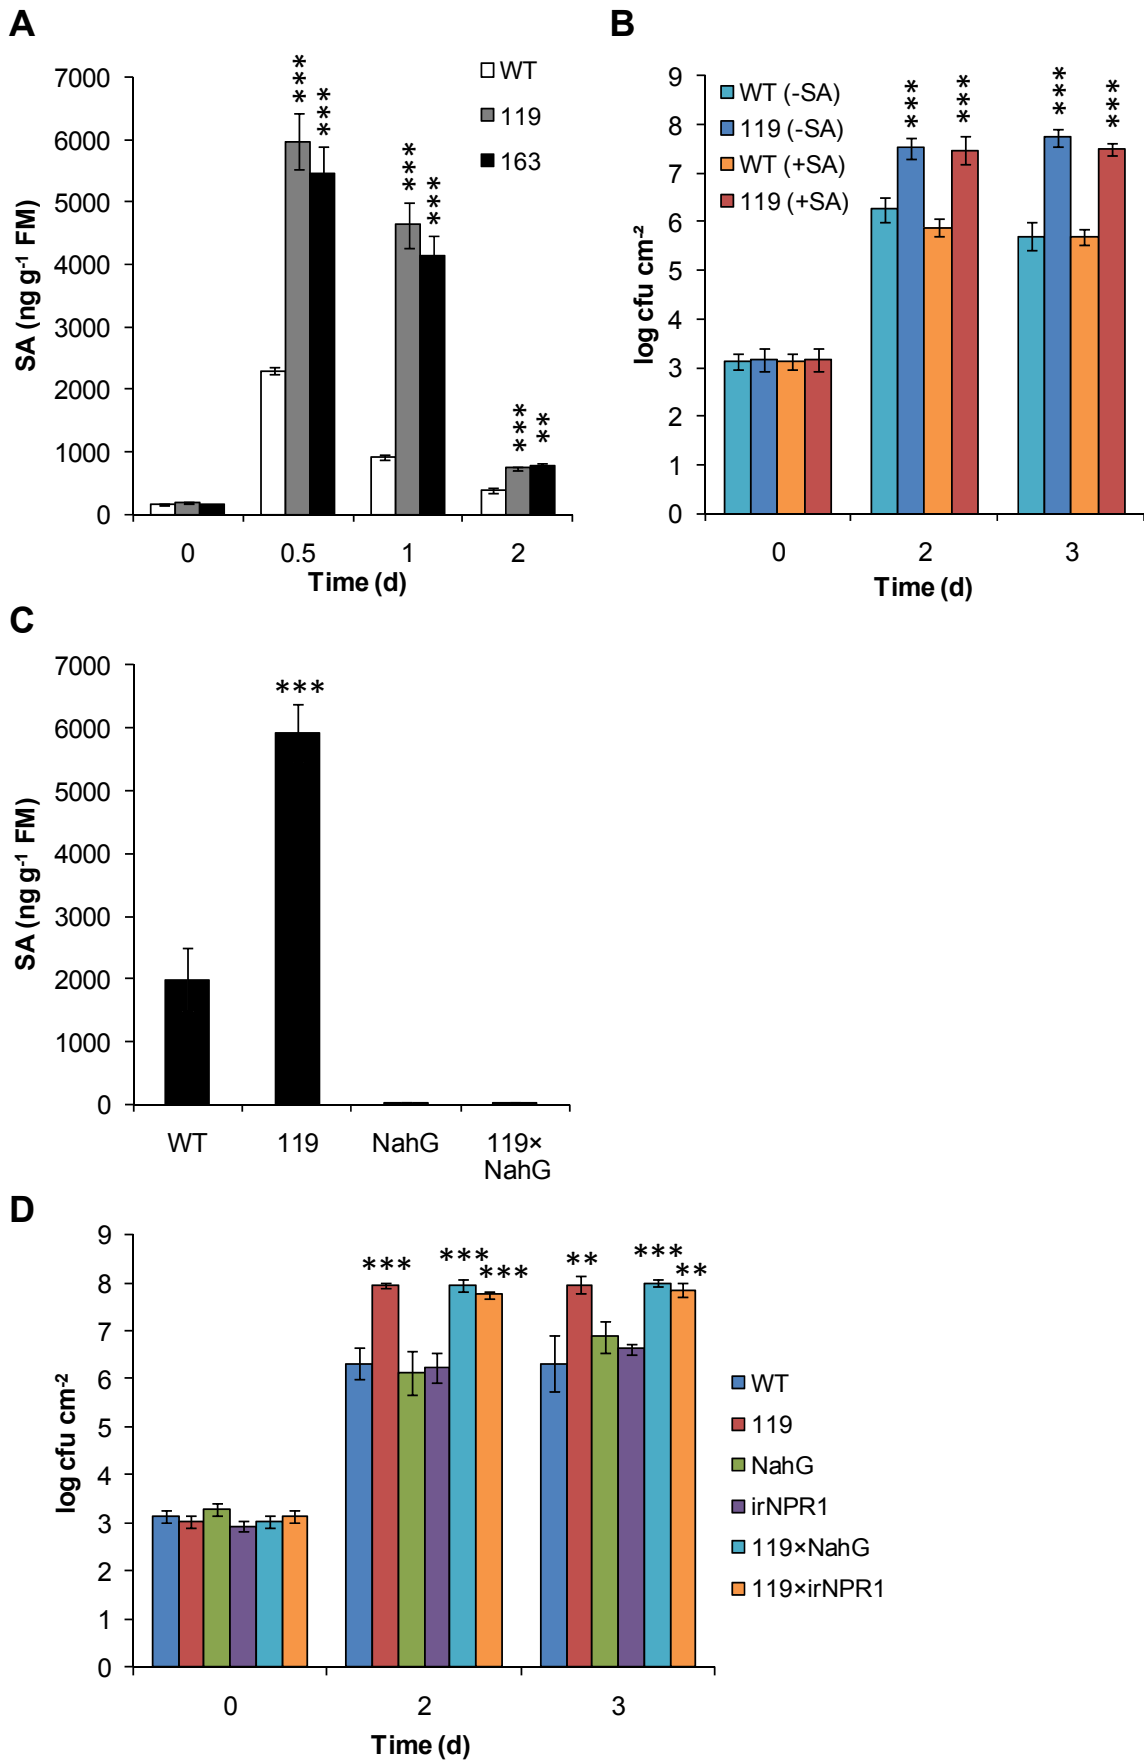 A
SA (ng g⁻¹ FM)
7000
6000
5000
4000
3000
2000
1000
0
*** *** *** *** *** **
WT
119
163
0 0.5 1 2
Time (d)
B
log cfu cm⁻²
9
8
7
6
5
4
3
2
1
0
WT (-SA)
119 (-SA)
WT (+SA)
119 (+SA)
*** *** *** ***
0 2 3
Time (d)
C
SA (ng g⁻¹ FM)
7000
6000
5000
4000
3000
2000
1000
0
***
WT 119 NahG 119×
NahG
D
log cfu cm⁻²
9
8
7
6
5
4
3
2
1
0
*** *** *** ** *** **
WT
119
NahG
irNPR1
119×NahG
119×irNPR1
0 2 3
Time (d)